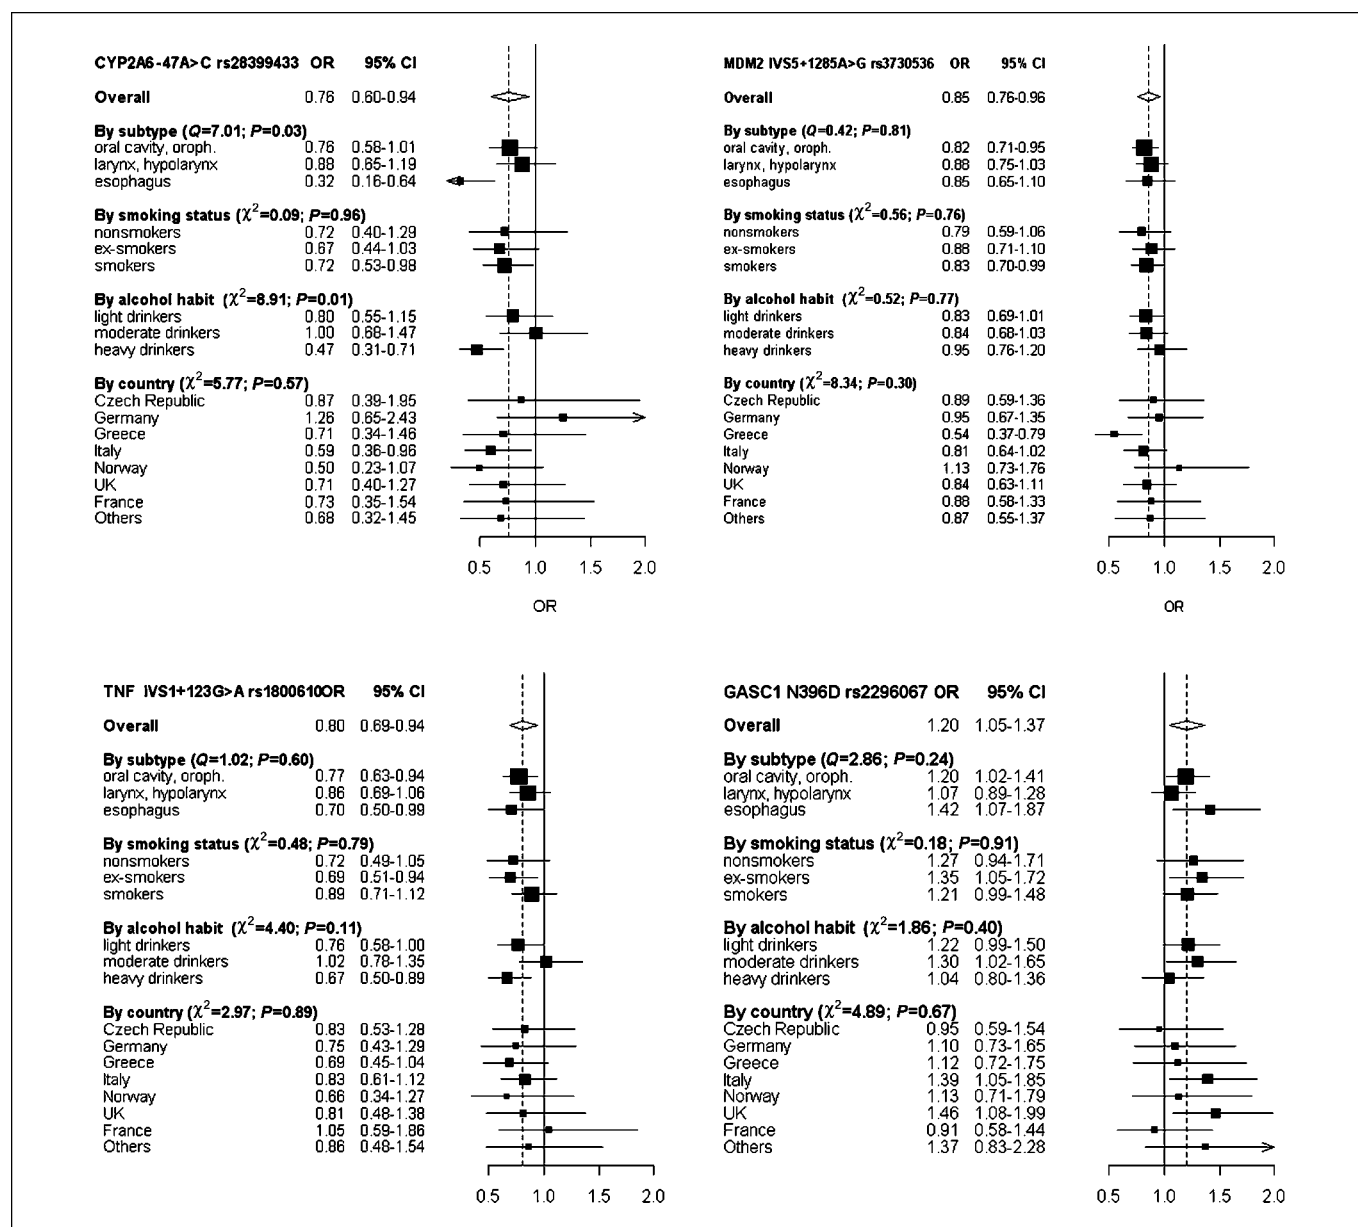 CYP2A6-47A>C rs28399433 OR 95% CI
Overall 0.76 0.60-0.94
By subtype (Q=7.01; P=0.03)
oral cavity, oroph. 0.76 0.58-1.01
larynx, hypolarynx 0.88 0.65-1.19
esophagus 0.32 0.16-0.64
By smoking status (χ²=0.09; P=0.96)
nonsmokers 0.72 0.40-1.29
ex-smokers 0.67 0.44-1.03
smokers 0.72 0.53-0.98
By alcohol habit (χ²=8.91; P=0.01)
light drinkers 0.80 0.55-1.15
moderate drinkers 1.00 0.68-1.47
heavy drinkers 0.47 0.31-0.71
By country (χ²=5.77; P=0.57)
Czech Republic 0.87 0.39-1.95
Germany 1.26 0.65-2.43
Greece 0.71 0.34-1.46
Italy 0.59 0.36-0.96
Norway 0.50 0.23-1.07
UK 0.71 0.40-1.27
France 0.73 0.35-1.54
Others 0.68 0.32-1.45
0.5 1.0 1.5 2.0
OR
MDM2 IVS5+1285A>G rs3730536 OR 95% CI
Overall 0.85 0.76-0.96
By subtype (Q=0.42; P=0.81)
oral cavity, oroph. 0.82 0.71-0.95
larynx, hypolarynx 0.88 0.75-1.03
esophagus 0.85 0.65-1.10
By smoking status (χ²=0.56; P=0.76)
nonsmokers 0.79 0.59-1.06
ex-smokers 0.88 0.71-1.10
smokers 0.83 0.70-0.99
By alcohol habit (χ²=0.52; P=0.77)
light drinkers 0.83 0.69-1.01
moderate drinkers 0.84 0.68-1.03
heavy drinkers 0.95 0.76-1.20
By country (χ²=8.34; P=0.30)
Czech Republic 0.89 0.59-1.36
Germany 0.95 0.67-1.35
Greece 0.54 0.37-0.79
Italy 0.81 0.64-1.02
Norway 1.13 0.73-1.76
UK 0.84 0.63-1.11
France 0.88 0.58-1.33
Others 0.87 0.55-1.37
0.5 1.0 1.5 2.0
OR
TNF IVS1+123G>A rs1800610OR 95% CI
Overall 0.80 0.69-0.94
By subtype (Q=1.02; P=0.60)
oral cavity, oroph. 0.77 0.63-0.94
larynx, hypolarynx 0.86 0.69-1.06
esophagus 0.70 0.50-0.99
By smoking status (χ²=0.48; P=0.79)
nonsmokers 0.72 0.49-1.05
ex-smokers 0.69 0.51-0.94
smokers 0.89 0.71-1.12
By alcohol habit (χ²=4.40; P=0.11)
light drinkers 0.76 0.58-1.00
moderate drinkers 1.02 0.78-1.35
heavy drinkers 0.67 0.50-0.89
By country (χ²=2.97; P=0.89)
Czech Republic 0.83 0.53-1.28
Germany 0.75 0.43-1.29
Greece 0.69 0.45-1.04
Italy 0.83 0.61-1.12
Norway 0.66 0.34-1.27
UK 0.81 0.48-1.38
France 1.05 0.59-1.86
Others 0.86 0.48-1.54
0.5 1.0 1.5 2.0
GASC1 N396D rs2296067 OR 95% CI
Overall 1.20 1.05-1.37
By subtype (Q=2.86; P=0.24)
oral cavity, oroph. 1.20 1.02-1.41
larynx, hypolarynx 1.07 0.89-1.28
esophagus 1.42 1.07-1.87
By smoking status (χ²=0.18; P=0.91)
nonsmokers 1.27 0.94-1.71
ex-smokers 1.35 1.05-1.72
smokers 1.21 0.99-1.48
By alcohol habit (χ²=1.86; P=0.40)
light drinkers 1.22 0.99-1.50
moderate drinkers 1.30 1.02-1.65
heavy drinkers 1.04 0.80-1.36
By country (χ²=4.89; P=0.67)
Czech Republic 0.95 0.59-1.54
Germany 1.10 0.73-1.65
Greece 1.12 0.72-1.75
Italy 1.39 1.05-1.85
Norway 1.13 0.71-1.79
UK 1.46 1.08-1.99
France 0.91 0.58-1.44
Others 1.37 0.83-2.28
0.5 1.0 1.5 2.0